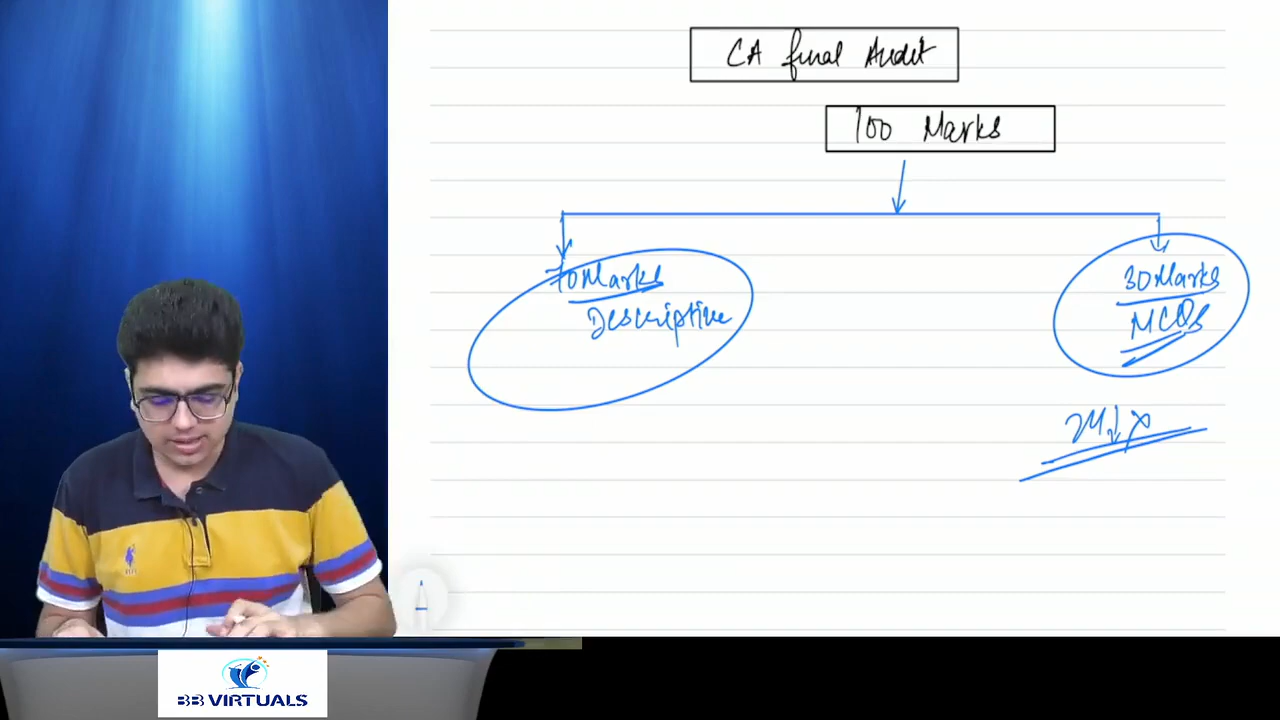 CA final Audit
100 Marks
70 Marks
Descriptive
30 Marks
MCQs
BB VIRTUALS